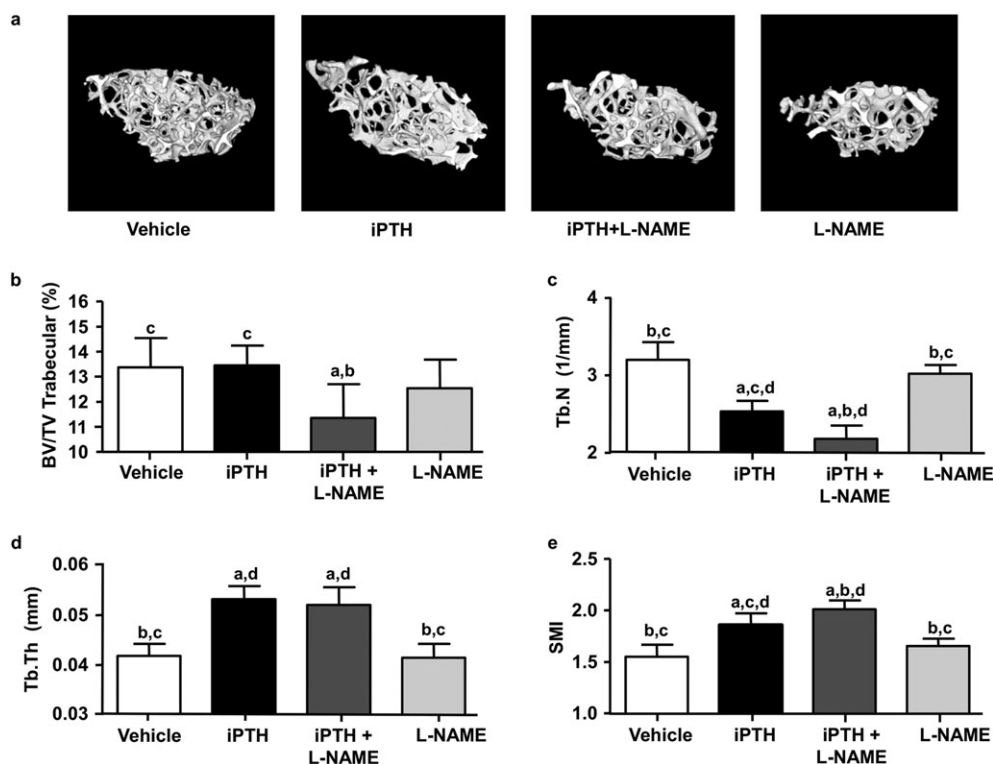 a
Vehicle
iPTH
iPTH+L-NAME
L-NAME
b
BV/TV Trabecular (%)
16
15
14
13
12
11
10
c
c
a,b
Vehicle
iPTH
iPTH +
L-NAME
L-NAME
c
Tb.N (1/mm)
4
3
2
b,c
a,c,d
a,b,d
b,c
Vehicle
iPTH
iPTH +
L-NAME
L-NAME
d
Tb.Th (mm)
0.06
0.05
0.04
0.03
b,c
a,d
a,d
b,c
Vehicle
iPTH
iPTH +
L-NAME
L-NAME
e
SMI
2.5
2.0
1.5
1.0
b,c
a,c,d
a,b,d
b,c
Vehicle
iPTH
iPTH +
L-NAME
L-NAME